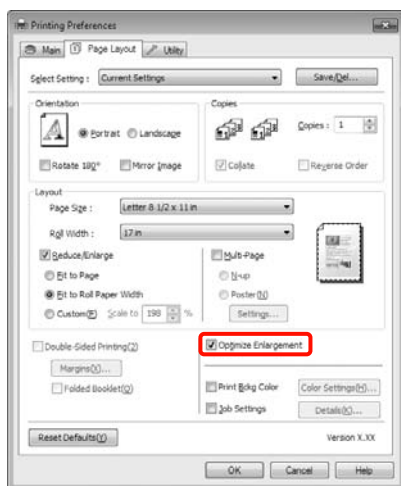 Printing Preferences
Main Page Layout Utility
Select Setting : Current Settings Save/Del...
Orientation
A Portrait Landscape
Rotate 180° Mirror Image
Copies
Copies : 1
Collate Reverse Order
Layout
Page Size : Letter 8 1/2 x 11 in
Roll Width : 17 in
Reduce/Enlarge
Fit to Page
Fit to Roll Paper Width
Custom(F) Scale to 198 %
Multi-Page
N-up
Poster(N)
Settings...
Double-Sided Printing(2)
Margins(X)...
Folded Booklet(Q)
Optimize Enlargement
Print Bckg Color Color Settings(H)...
Job Settings Details(K)...
Reset Defaults(Y) Version X.XX
OK Cancel Help